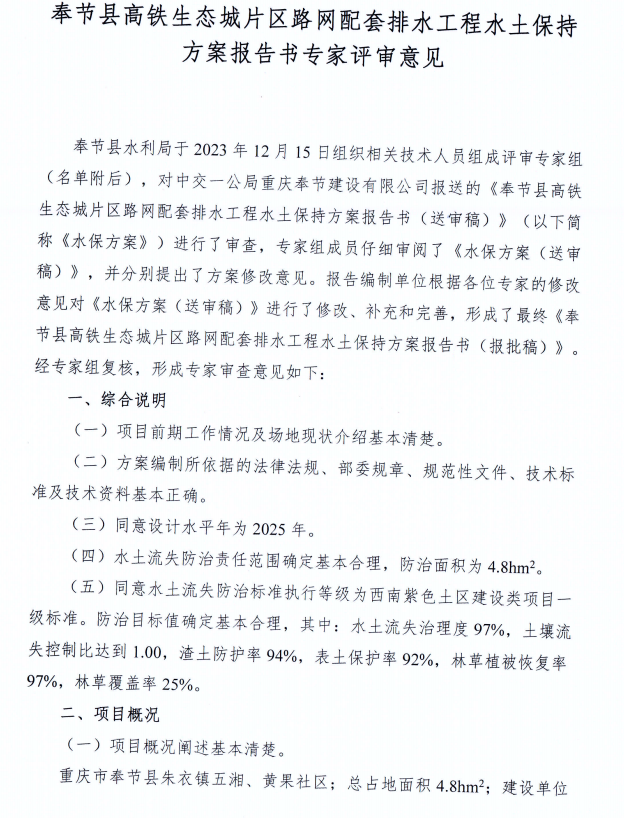 奉节县高铁生态城片区路网配套排水工程水土保持
方案报告书专家评审意见
奉节县水利局于 2023 年 12 月 15 日组织相关技术人员组成评审专家组
（名单附后），对中交一公局重庆奉节建设有限公司报送的《奉节县高铁
生态城片区路网配套排水工程水土保持方案报告书（送审稿）》（以下简
称《水保方案》）进行了审查，专家组成员仔细审阅了《水保方案（送审
稿）》，并分别提出了方案修改意见。报告编制单位根据各位专家的修改
意见对《水保方案（送审稿）》进行了修改、补充和完善，形成了最终《奉
节县高铁生态城片区路网配套排水工程水土保持方案报告书（报批稿）》。
经专家组复核，形成专家审查意见如下：
一、综合说明
（一）项目前期工作情况及场地现状介绍基本清楚。
（二）方案编制所依据的法律法规、部委规章、规范性文件、技术标
准及技术资料基本正确。
（三）同意设计水平年为 2025 年。
（四）水土流失防治责任范围确定基本合理，防治面积为 4.8hm²。
（五）同意水土流失防治标准执行等级为西南紫色土区建设类项目一
级标准。防治目标值确定基本合理，其中：水土流失治理度 97%，土壤流
失控制比达到 1.00，渣土防护率 94%，表土保护率 92%，林草植被恢复率
97%，林草覆盖率 25%。
二、项目概况
（一）项目概况阐述基本清楚。
重庆市奉节县朱衣镇五湘、黄果社区；总占地面积 4.8hm²；建设单位